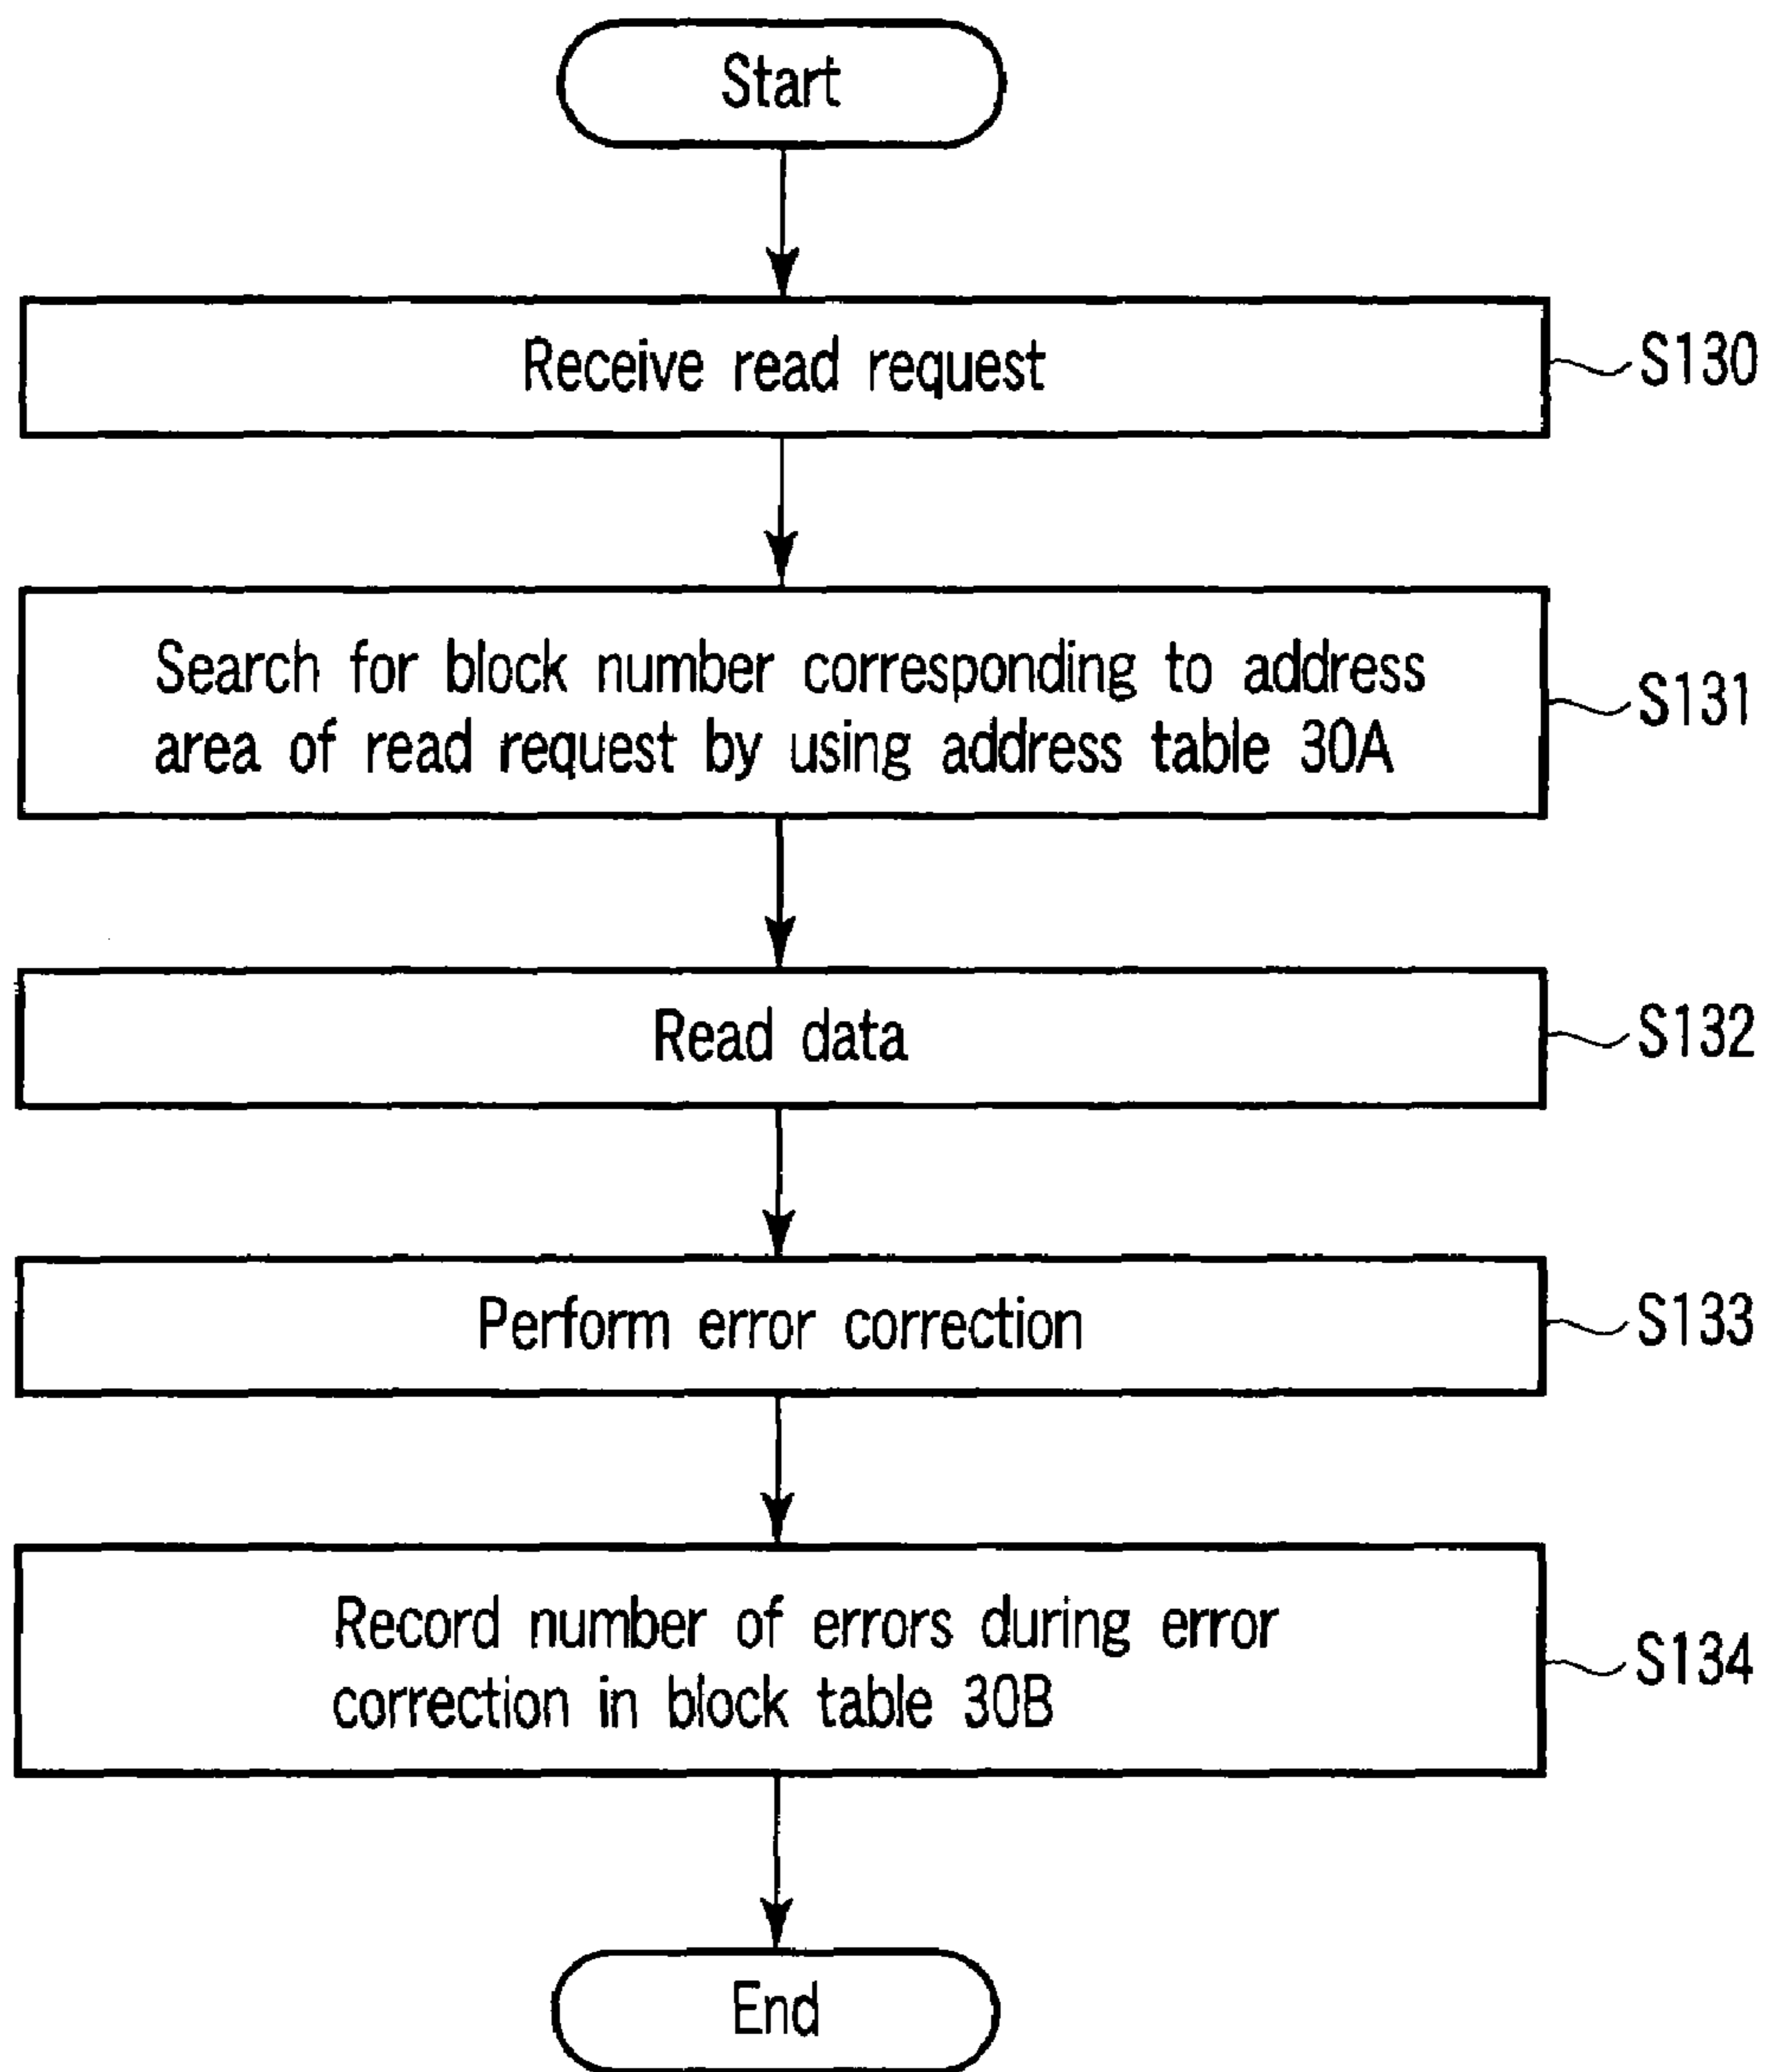 Start
Receive read request
S130
Search for block number corresponding to address
area of read request by using address table 30A
S131
Read data
S132
Perform error correction
S133
Record number of errors during error
correction in block table 30B
S134
End